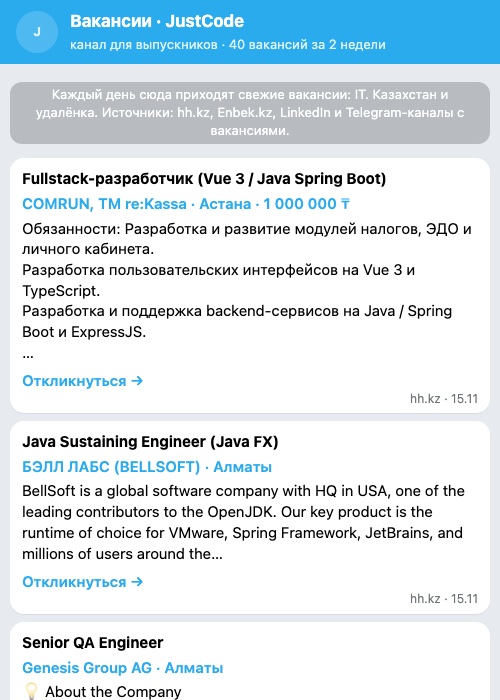 J
Вакансии · JustCode
канал для выпускников · 40 вакансий за 2 недели
Каждый день сюда приходят свежие вакансии: IT. Казахстан и
удалёнка. Источники: hh.kz, Enbek.kz, LinkedIn и Telegram-каналы с
вакансиями.
Fullstack-разработчик (Vue 3 / Java Spring Boot)
COMRUN, TM re:Kassa · Астана · 1 000 000 ₸
Обязанности: Разработка и развитие модулей налогов, ЭДО и
личного кабинета.
Разработка пользовательских интерфейсов на Vue 3 и
TypeScript.
Разработка и поддержка backend-сервисов на Java / Spring
Boot и ExpressJS.
...
Откликнуться →
hh.kz · 15.11
Java Sustaining Engineer (Java FX)
БЭЛЛ ЛАБС (BELLSOFT) · Алматы
BellSoft is a global software company with HQ in USA, one of the
leading contributors to the OpenJDK. Our key product is the
runtime of choice for VMware, Spring Framework, JetBrains, and
millions of users around the...
Откликнуться →
hh.kz · 15.11
Senior QA Engineer
Genesis Group AG · Алматы
💡 About the Company